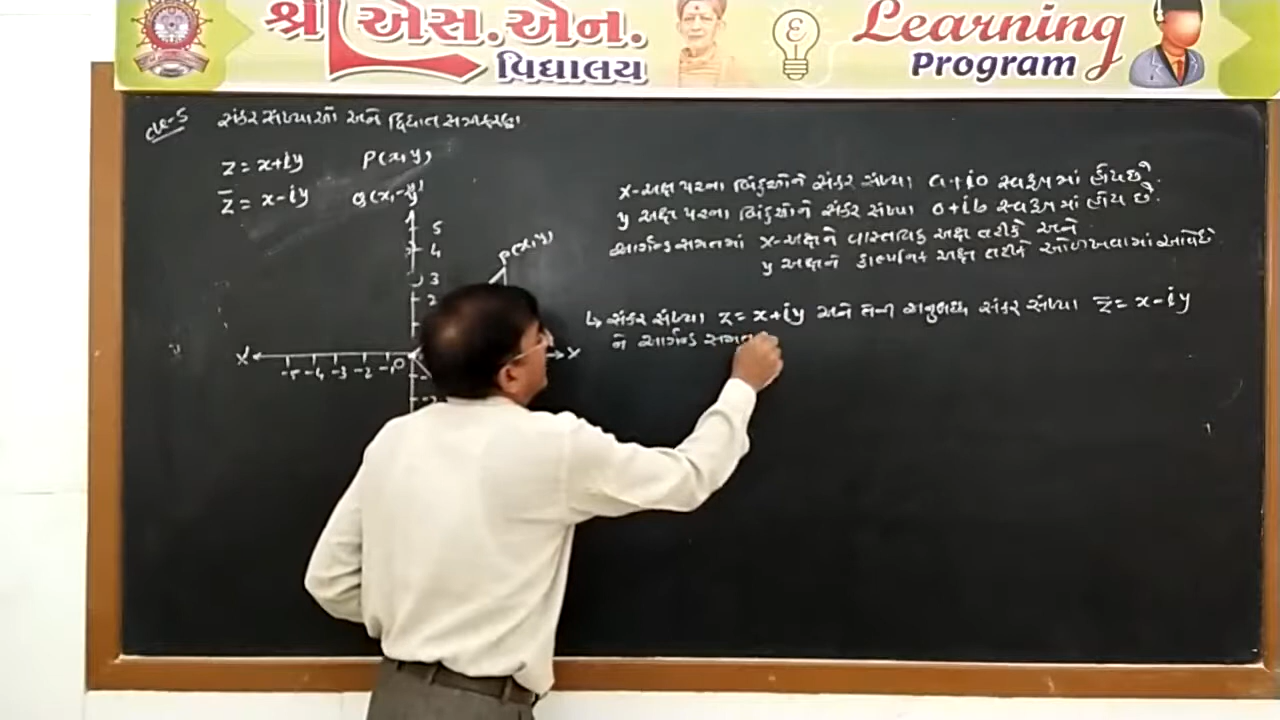 શ્રી એસ.એન.
વિદ્યાલય
Learning
Program
સંકર સંખ્યાઓ અને દ્વિઘાત સમીકરણ
z = x+iy P(x,y)
z̅ = x-iy Q(x,-y)
5
4
3
2
P(x,y)
X' -5 -4 -3 -2 -1 O X
x-અક્ષ પરના બિંદુઓને સંકર સંખ્યા a+i0 સ્વરૂપમાં હોય છે.
y અક્ષ પરના બિંદુઓને સંકર સંખ્યા 0+ib સ્વરૂપમાં હોય છે.
આર્ગન્ડ સમતલમાં x-અક્ષને વાસ્તવિક અક્ષ તરીકે અને
y અક્ષને કાલ્પનિક અક્ષ તરીકે ઓળખવામાં આવે છે
↳ સંકર સંખ્યા z = x+iy અને તેની અનુબદ્ધ સંકર સંખ્યા z̅ = x-iy
ને આર્ગન્ડ સમત